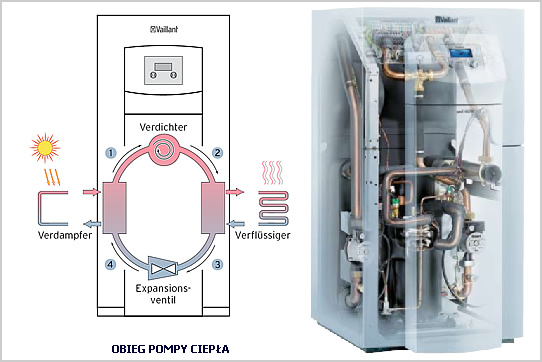 Vaillant
Verdichter
1
2
Verdampfer
Verflüssiger
4
3
Expansions-
ventil
OBIEG POMPY CIEPŁA
Vaillant